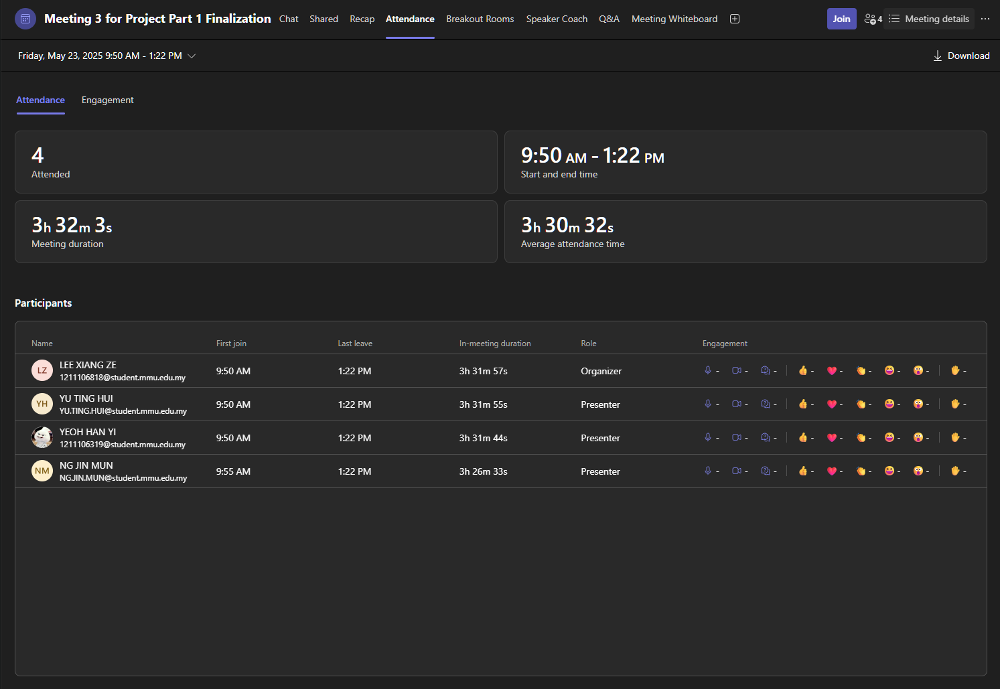 Meeting 3 for Project Part 1 Finalization Chat Shared Recap Attendance Breakout Rooms Speaker Coach Q&A Meeting Whiteboard Join 4 Meeting details
Friday, May 23, 2025 9:50 AM - 1:22 PM Download
Attendance Engagement
4
Attended
9:50 AM - 1:22 PM
Start and end time
3h 32m 3s
Meeting duration
3h 30m 32s
Average attendance time
Participants
Name First join Last leave In-meeting duration Role Engagement
LZ LEE XIANG ZE
1211106818@student.mmu.edu.my
9:50 AM 1:22 PM 3h 31m 57s Organizer - - - - - - - - -
YH YU TING HUI
YU.TING.HUI@student.mmu.edu.my
9:50 AM 1:22 PM 3h 31m 55s Presenter - - - - - - - - -
YEOH HAN YI
1211106319@student.mmu.edu.my
9:50 AM 1:22 PM 3h 31m 44s Presenter - - - - - - - - -
NM NG JIN MUN
NG.JIN.MUN@student.mmu.edu.my
9:55 AM 1:22 PM 3h 26m 33s Presenter - - - - - - - - -